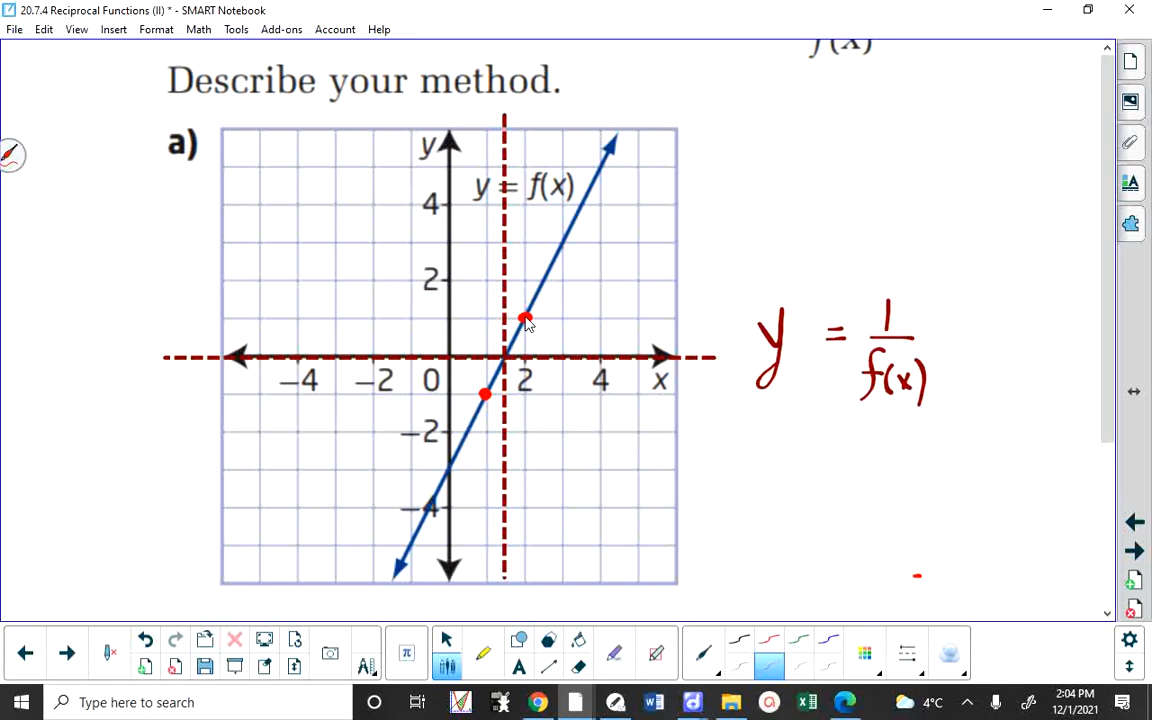 20.7.4 Reciprocal Functions (II) * - SMART Notebook
File Edit View Insert Format Math Tools Add-ons Account Help
f(x)
Describe your method.
a)
y
y = f(x)
4
2
−4 −2 0 2 4 x
−2
−4
y = 1/f(x)
π
A
Type here to search
4°C
2:04 PM
12/1/2021